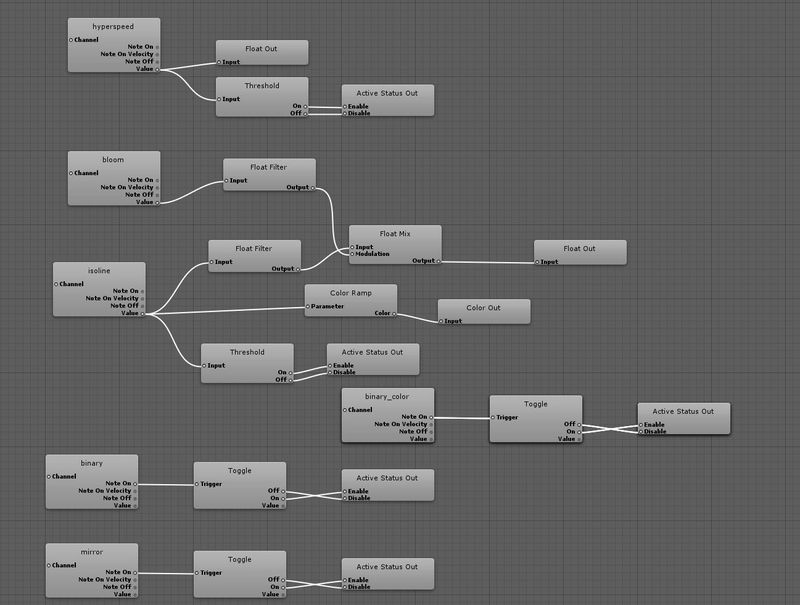 hyperspeed
Channel
Note On
Note On Velocity
Note Off
Value
Float Out
Input
Threshold
Input
On
Off
Active Status Out
Enable
Disable
bloom
Channel
Note On
Note On Velocity
Note Off
Value
Float Filter
Input
Output
Float Filter
Input
Output
Float Mix
Input
Modulation
Output
Float Out
Input
isoline
Channel
Note On
Note On Velocity
Note Off
Value
Color Ramp
Parameter
Color
Color Out
Input
Threshold
Input
On
Off
Active Status Out
Enable
Disable
binary_color
Channel
Note On
Note On Velocity
Note Off
Value
Toggle
Trigger
Off
On
Value
Active Status Out
Enable
Disable
binary
Channel
Note On
Note On Velocity
Note Off
Value
Toggle
Trigger
Off
On
Value
Active Status Out
Enable
Disable
mirror
Channel
Note On
Note On Velocity
Note Off
Value
Toggle
Trigger
Off
On
Value
Active Status Out
Enable
Disable